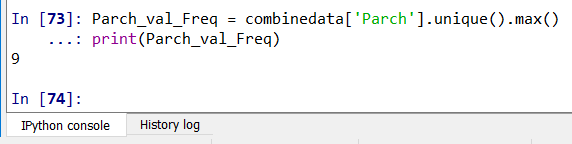 In [73]: Parch_val_Freq = combinedata['Parch'].unique().max()
    ...: print(Parch_val_Freq)
9
In [74]:
IPython console History log